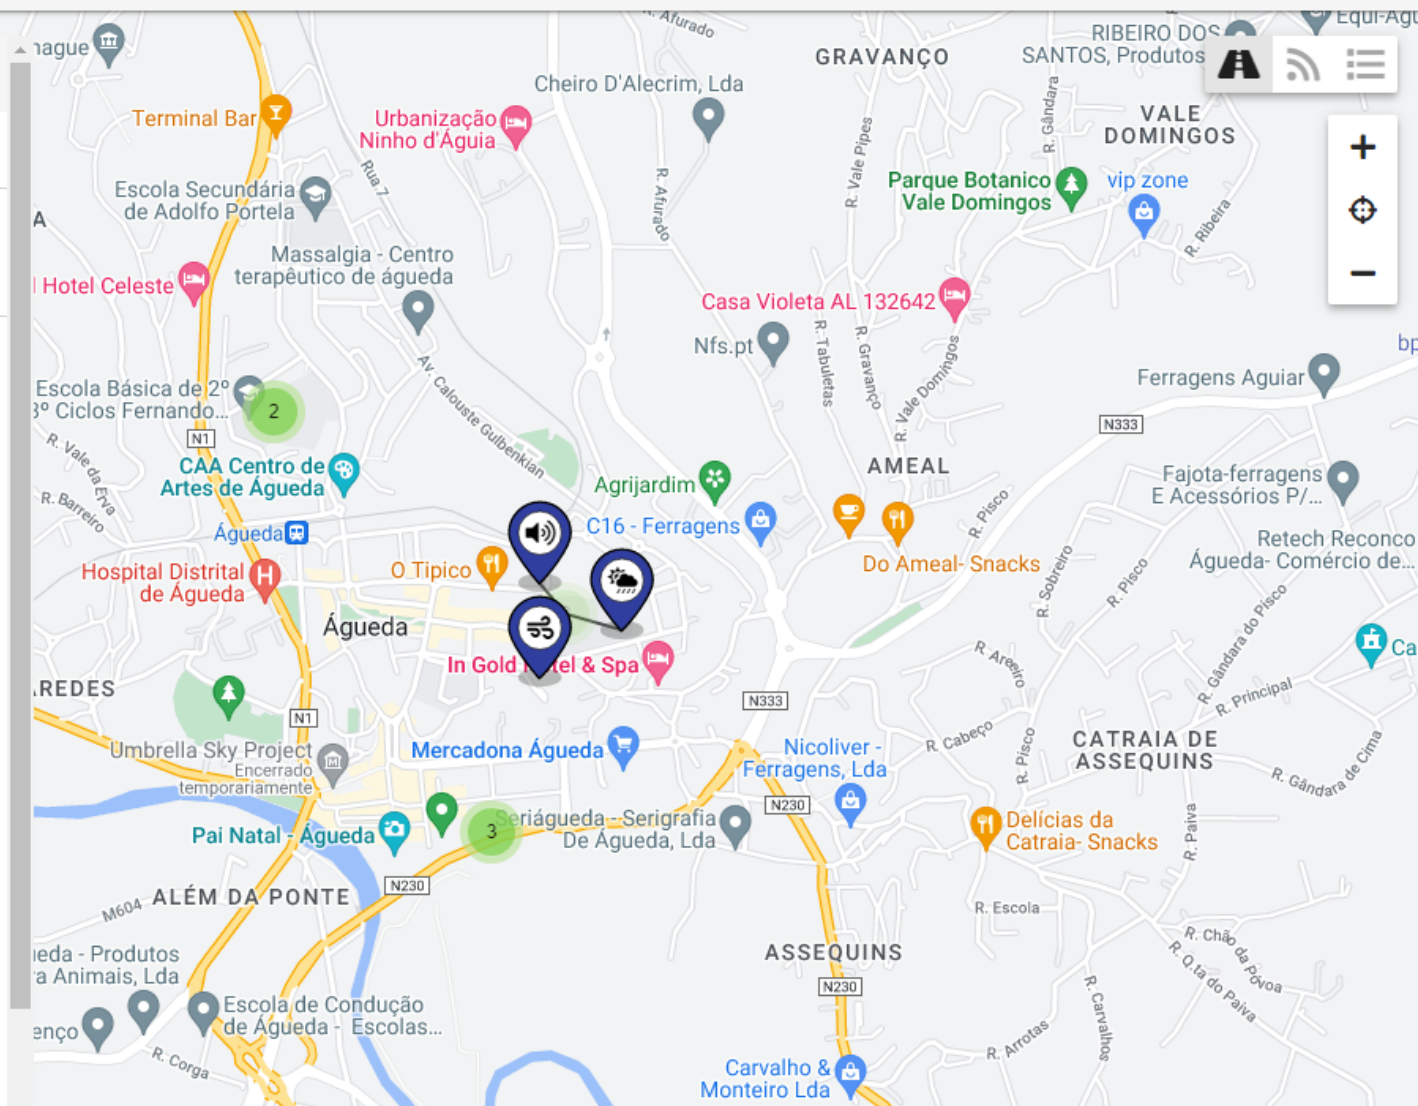 R. Afurado
nague
RIBEIRO DOS
SANTOS, Produtos
GRAVANÇO
Cheiro D'Alecrim, Lda
Terminal Bar
Urbanização
Ninho d'Águia
R. Gândara
VALE
DOMINGOS
R. Vale Pipes
Rua 7
R. Afurado
Escola Secundária
de Adolfo Portela
Parque Botanico
Vale Domingos
vip zone
R. Ribeira
A
Massalgia - Centro
terapêutico de águeda
Hotel Celeste
Casa Violeta AL 132642
Nfs.pt
R. Tabuletas
R. Gravanço
R. Vale Domingos
bp
Ferragens Aguiar
Av. Calouste Gulbenkian
Escola Básica de 2º
3º Ciclos Fernando...
2
N1
N333
R. Vale da Erva
CAA Centro de
Artes de Águeda
AMEAL
Agrijardim
Fajota-ferragens
E Acessórios P/...
R. Barreiro
R. Pisco
C16 - Ferragens
Águeda
Retech Reconco
Águeda- Comércio de...
O Tipico
Do Ameal- Snacks
Hospital Distrital
de Águeda
H
R. Sobreiro
R. Pisco
Águeda
R. Gândara do Pisco
Ca
In Gold Hotel & Spa
R. Areeiro
AREDES
R. Principal
N333
N1
Umbrella Sky Project
Encerrado
temporariamente
Mercadona Águeda
Nicoliver -
Ferragens, Lda
R. Cabeço
R. Pisco
CATRAIA DE
ASSEQUINS
R. Gândara de Cima
N230
Pai Natal - Águeda
3
Seriágueda - Serigrafia
De Águeda, Lda
Delícias da
Catraia- Snacks
R. Paiva
N230
M604
ALÉM DA PONTE
R. Escola
ueda - Produtos
ra Animais, Lda
ASSEQUINS
R. Chão da Póvoa
R. Q.ta do Paiva
N230
Escola de Condução
de Águeda - Escolas...
enço
R. Corga
R. Arrotas
R. Carvalhos
Carvalho &
Monteiro Lda